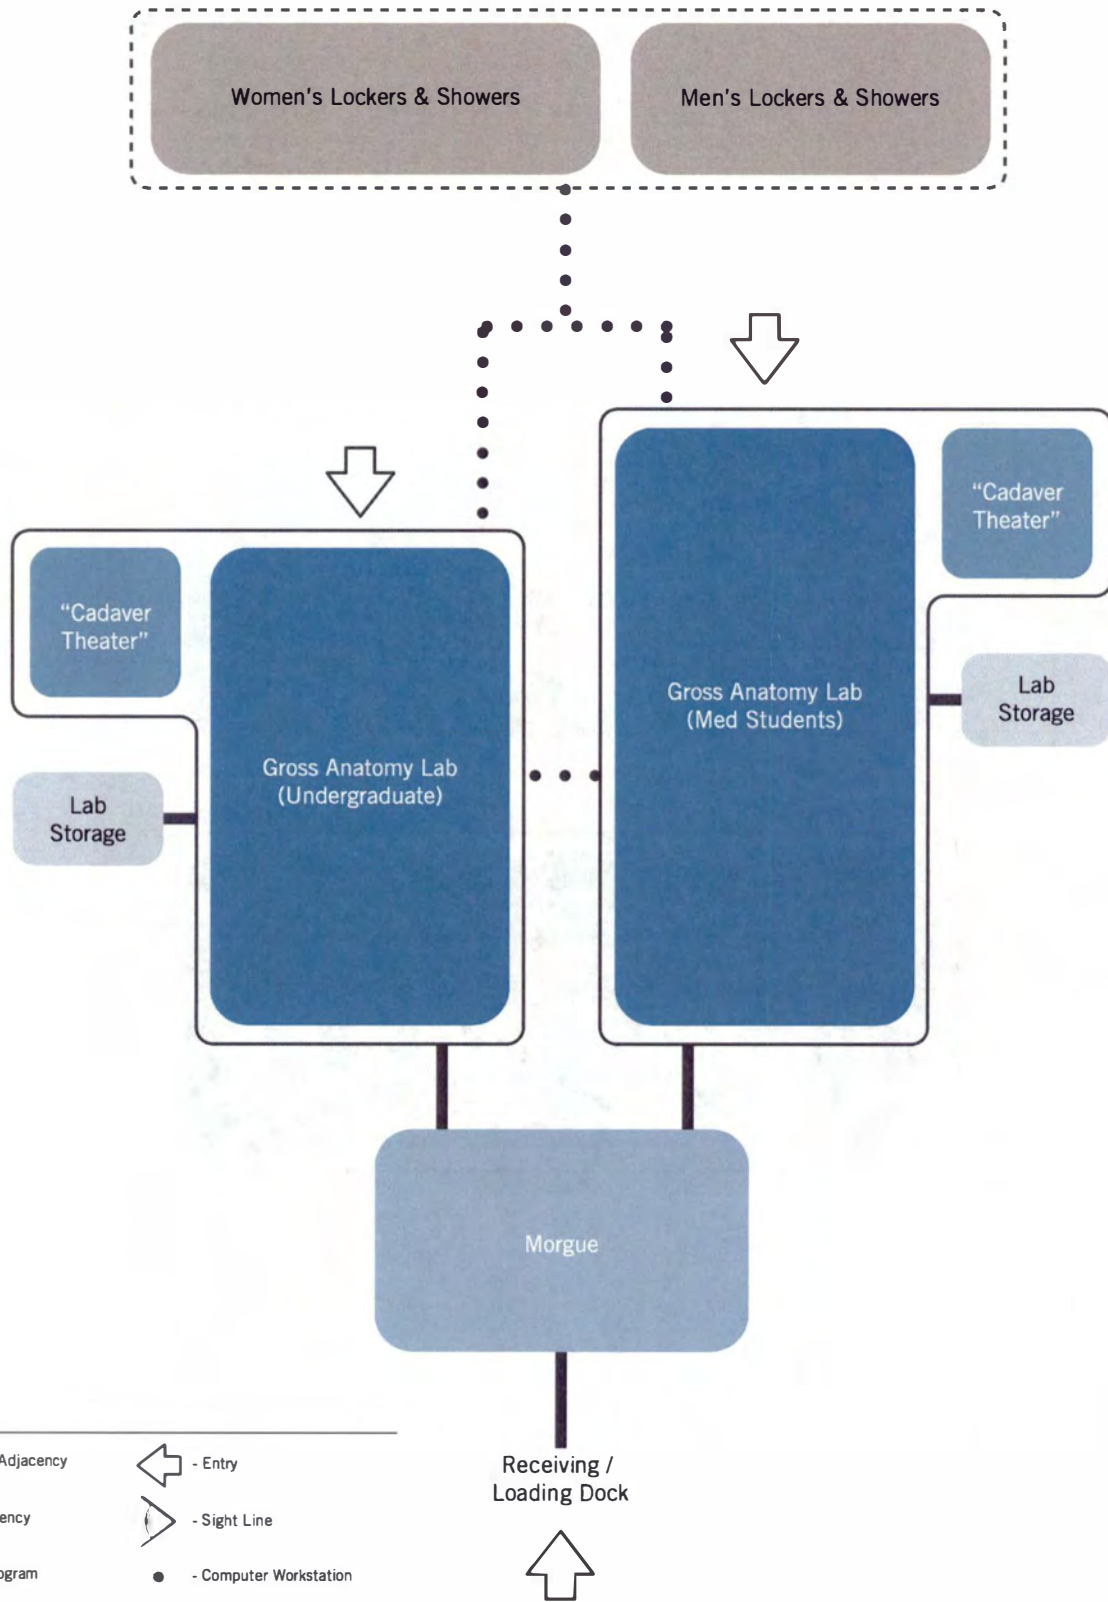 Women's Lockers & Showers
Men's Lockers & Showers
"Cadaver
Theater"
"Cadaver
Theater"
Gross Anatomy Lab
(Med Students)
Lab
Storage
Gross Anatomy Lab
(Undergraduate)
Lab
Storage
Morgue
Receiving /
Loading Dock
Adjacency
- Entry
ency
- Sight Line
ogram
- Computer Workstation